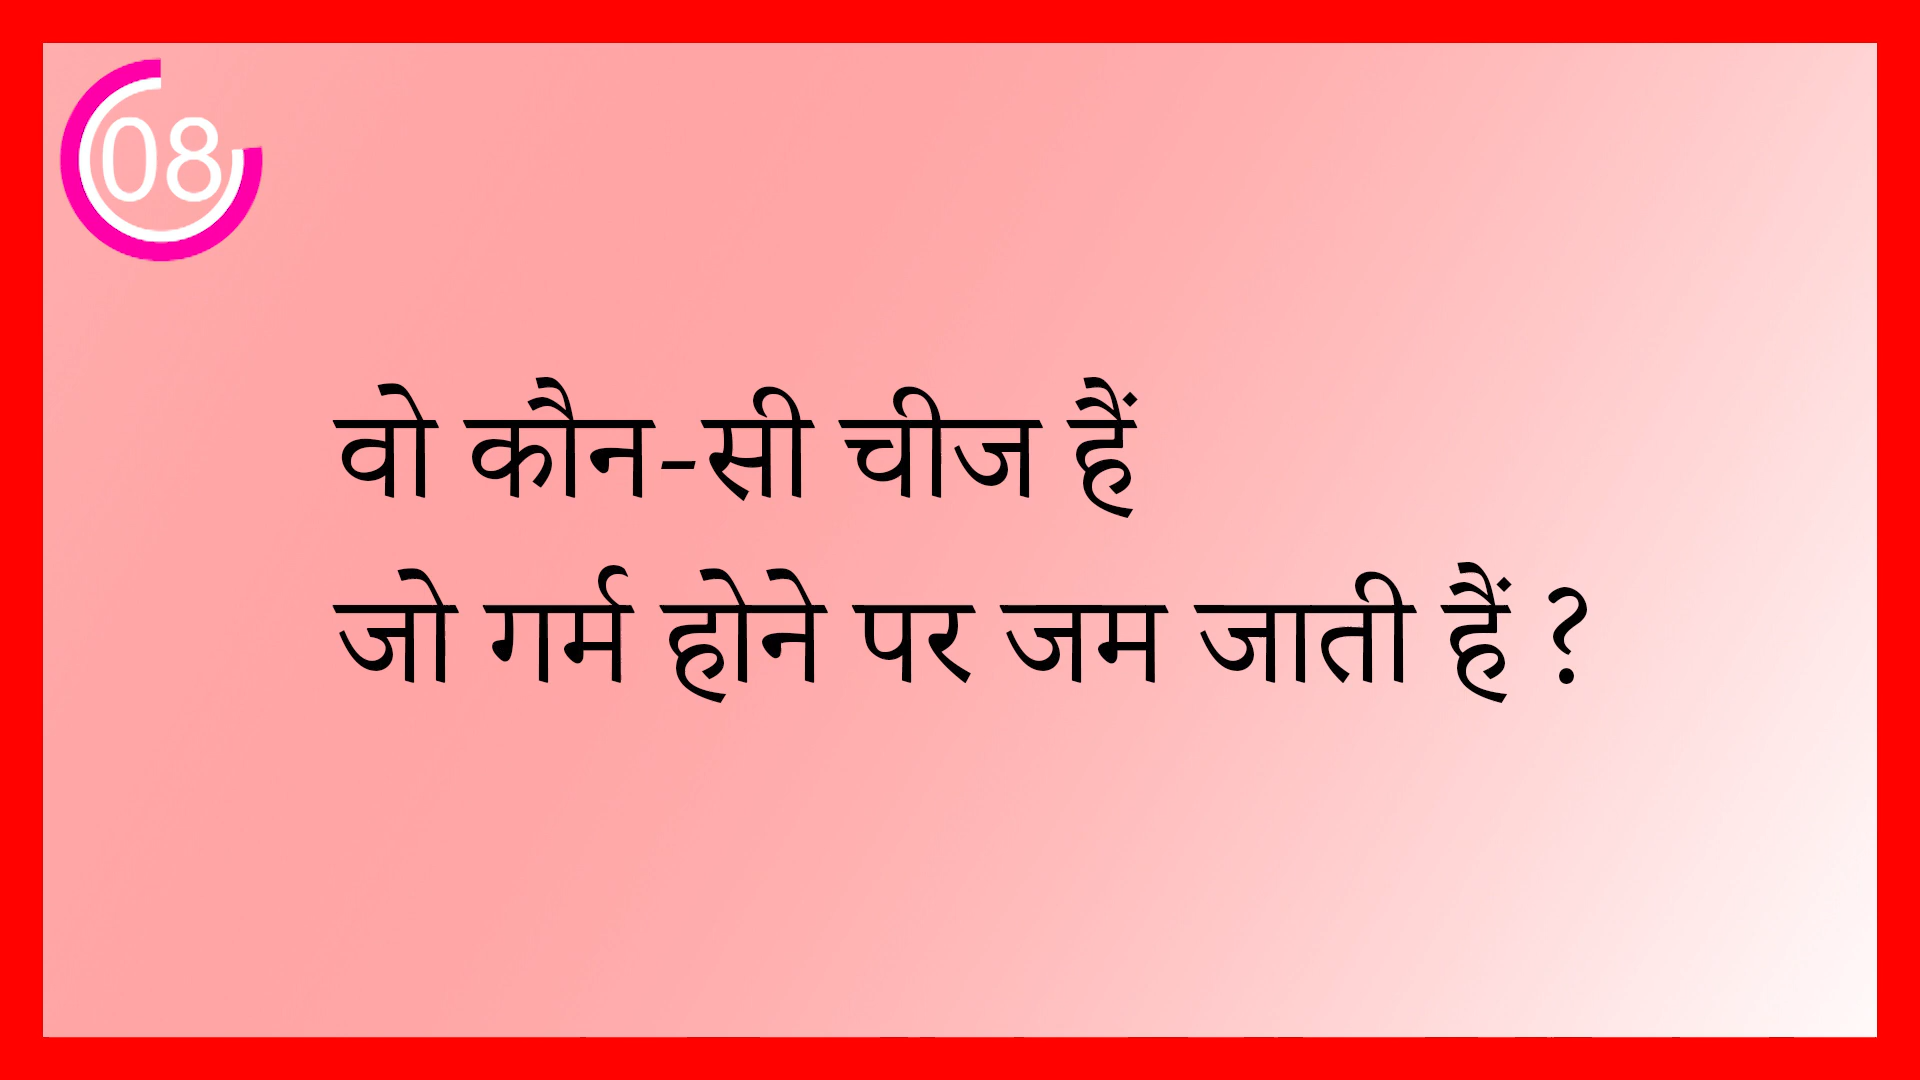 08
वो कौन-सी चीज हैं
जो गर्म होने पर जम जाती हैं ?